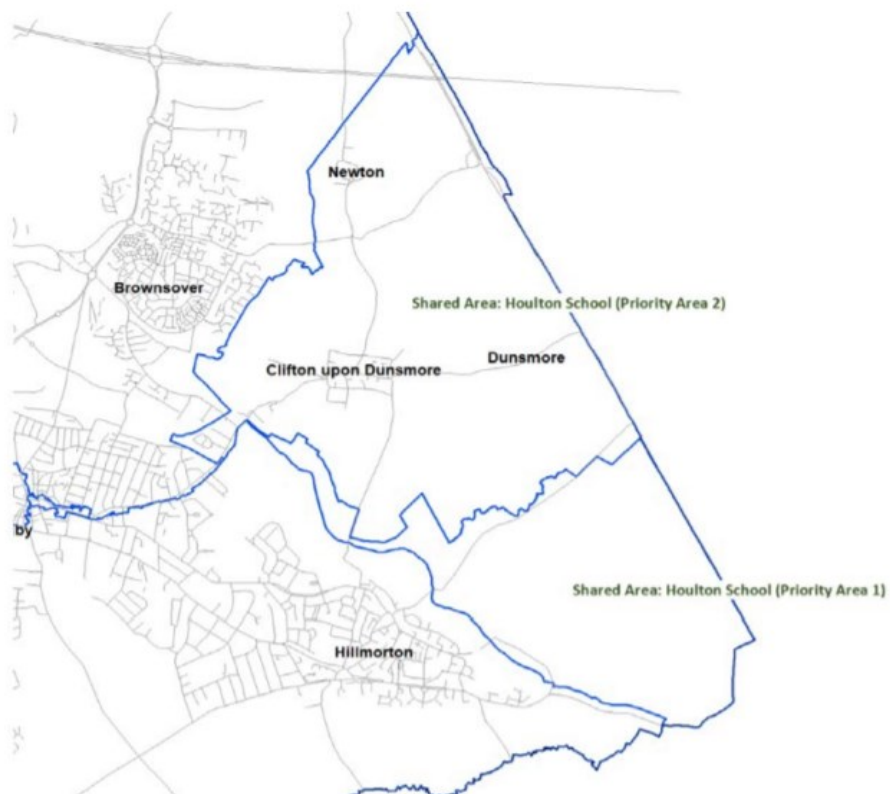 Newton
Brownsover
Shared Area: Houlton School (Priority Area 2)
Dunsmore
Clifton upon Dunsmore
by
Shared Area: Houlton School (Priority Area 1)
Hillmorton